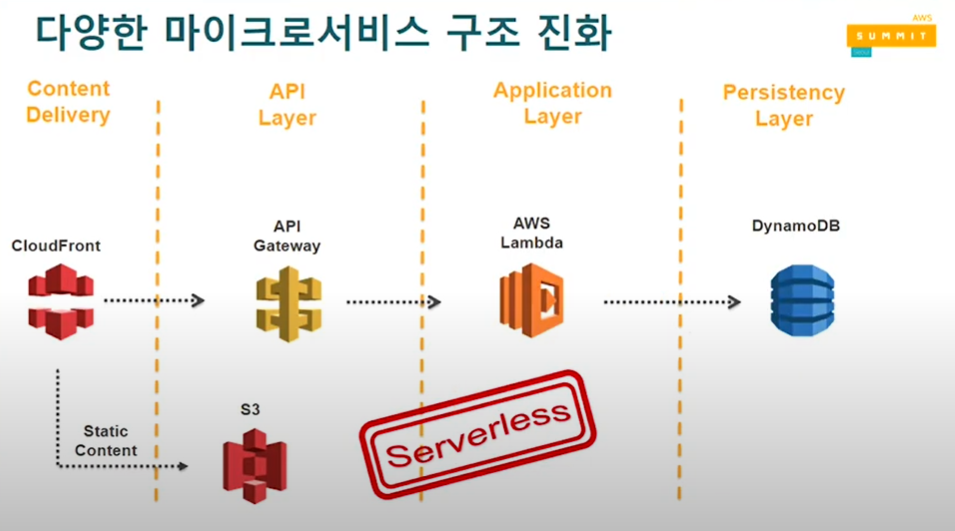 다양한 마이크로서비스 구조 진화
AWS
SUMMIT
Content
Delivery
API
Layer
Application
Layer
Persistency
Layer
CloudFront
API
Gateway
AWS
Lambda
DynamoDB
Static
Content
S3
Serverless